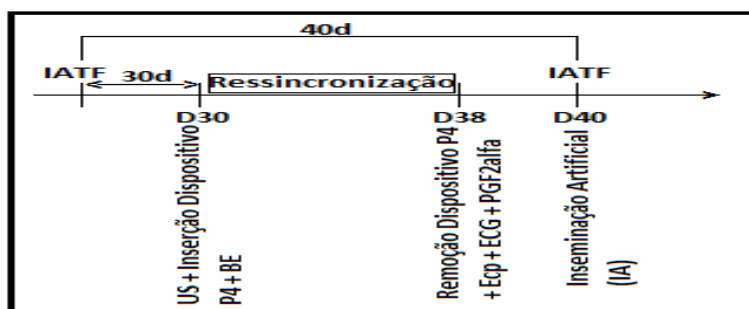 40d
IATF
30d
Ressincronização
IATF
D30
D38
D40
US + Inserção Dispositivo
P4 + BE
Remoção Dispositivo P4
+ Ecp + ECG + PGF2alfa
Inseminação Artificial
(IA)